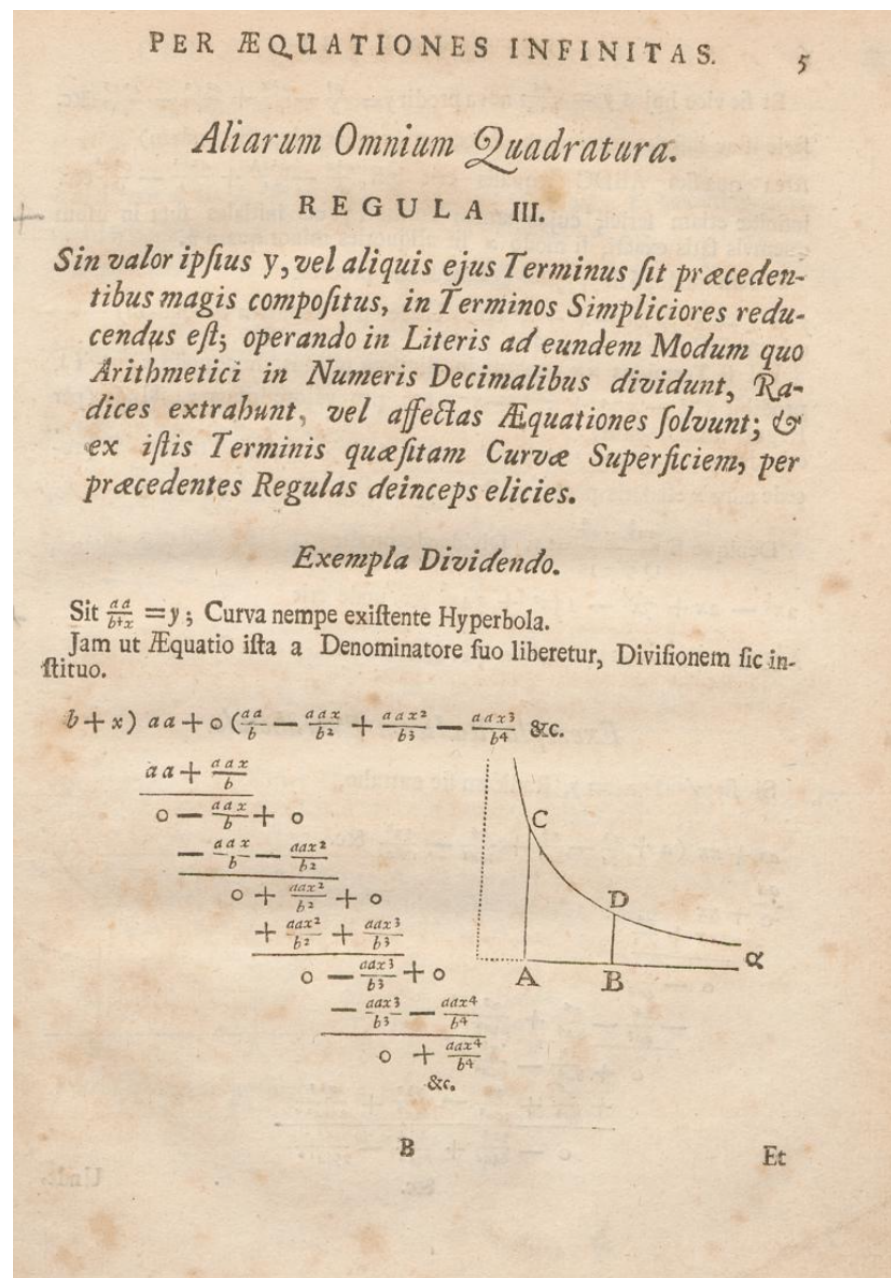 PER ÆQUATIONES INFINITAS. 5
Aliarum Omnium Quadratura.
REGULA III.
Sin valor ipſius y, vel aliquis ejus Terminus ſit præceden-
tibus magis compoſitus, in Terminos Simpliciores redu-
cendus eſt; operando in Literis ad eundem Modum quo
Arithmetici in Numeris Decimalibus dividunt, Ra-
dices extrahunt, vel affectas Æquationes ſolvunt; &
ex iſtis Terminis quæſitam Curvæ Superficiem, per
præcedentes Regulas deinceps elicies.
Exempla Dividendo.
Sit aa/b+x = y; Curva nempe exiſtente Hyperbola.
Jam ut Æquatio iſta a Denominatore ſuo liberetur, Diviſionem ſic in-
ſtituo.
b+x) aa+0 (aa/b − aax/b² + aax²/b³ − aax³/b⁴ &c.
aa + aax/b
0 − aax/b + 0
− aax/b − aax²/b²
0 + aax²/b² + 0
+ aax²/b² + aax³/b³
0 − aax³/b³ + 0
− aax³/b³ − aax⁴/b⁴
0 + aax⁴/b⁴
&c.
C
D
A
B
α
B
Et